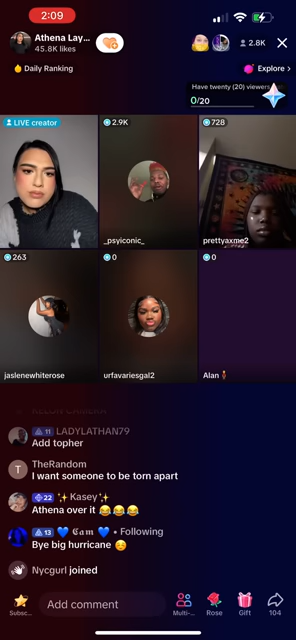 2:09
Athena Lay...
45.8K likes
2.8K
Daily Ranking
Explore >
Have twenty (20) viewers
0/20
LIVE creator
2.9K
728
_psyiconic_
prettyaxme2
263
0
0
jaslenewhiterose
urfavariesgal2
Alan
11 LADYLATHAN79
Add topher
T
TheRandom
I want someone to be torn apart
22 ✨ Kasey ✨
Athena over it 😂😂😂
13 💙 𝕮𝖆𝖒 💙 • Following
Bye big hurricane ☺️
Nycgurl joined
Subsc...
Add comment
Multi-...
Rose
Gift
104